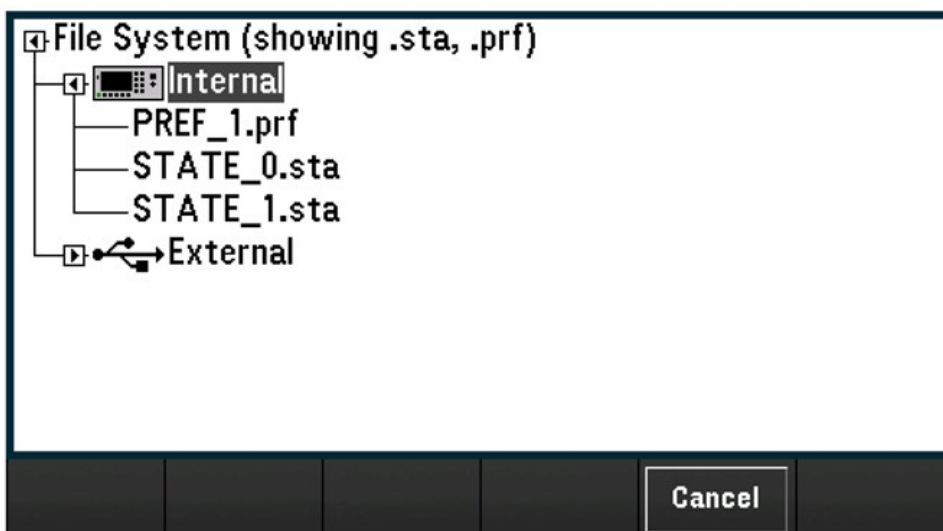 File System (showing .sta, .prf)
Internal
PREF_1.prf
STATE_0.sta
STATE_1.sta
External
Cancel